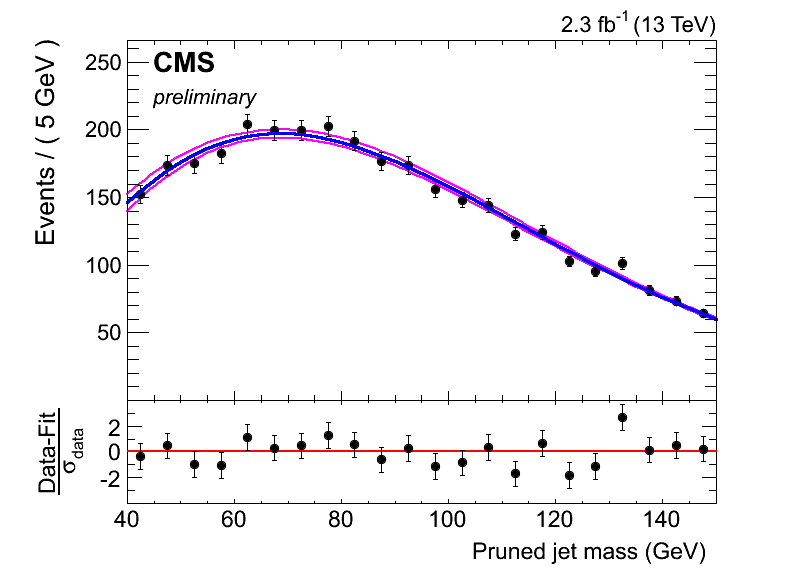 2.3 fb⁻¹ (13 TeV)
CMS
preliminary
Events / ( 5 GeV )
250
200
150
100
50
Data-Fit
σ_data
2
0
-2
40 60 80 100 120 140
Pruned jet mass (GeV)